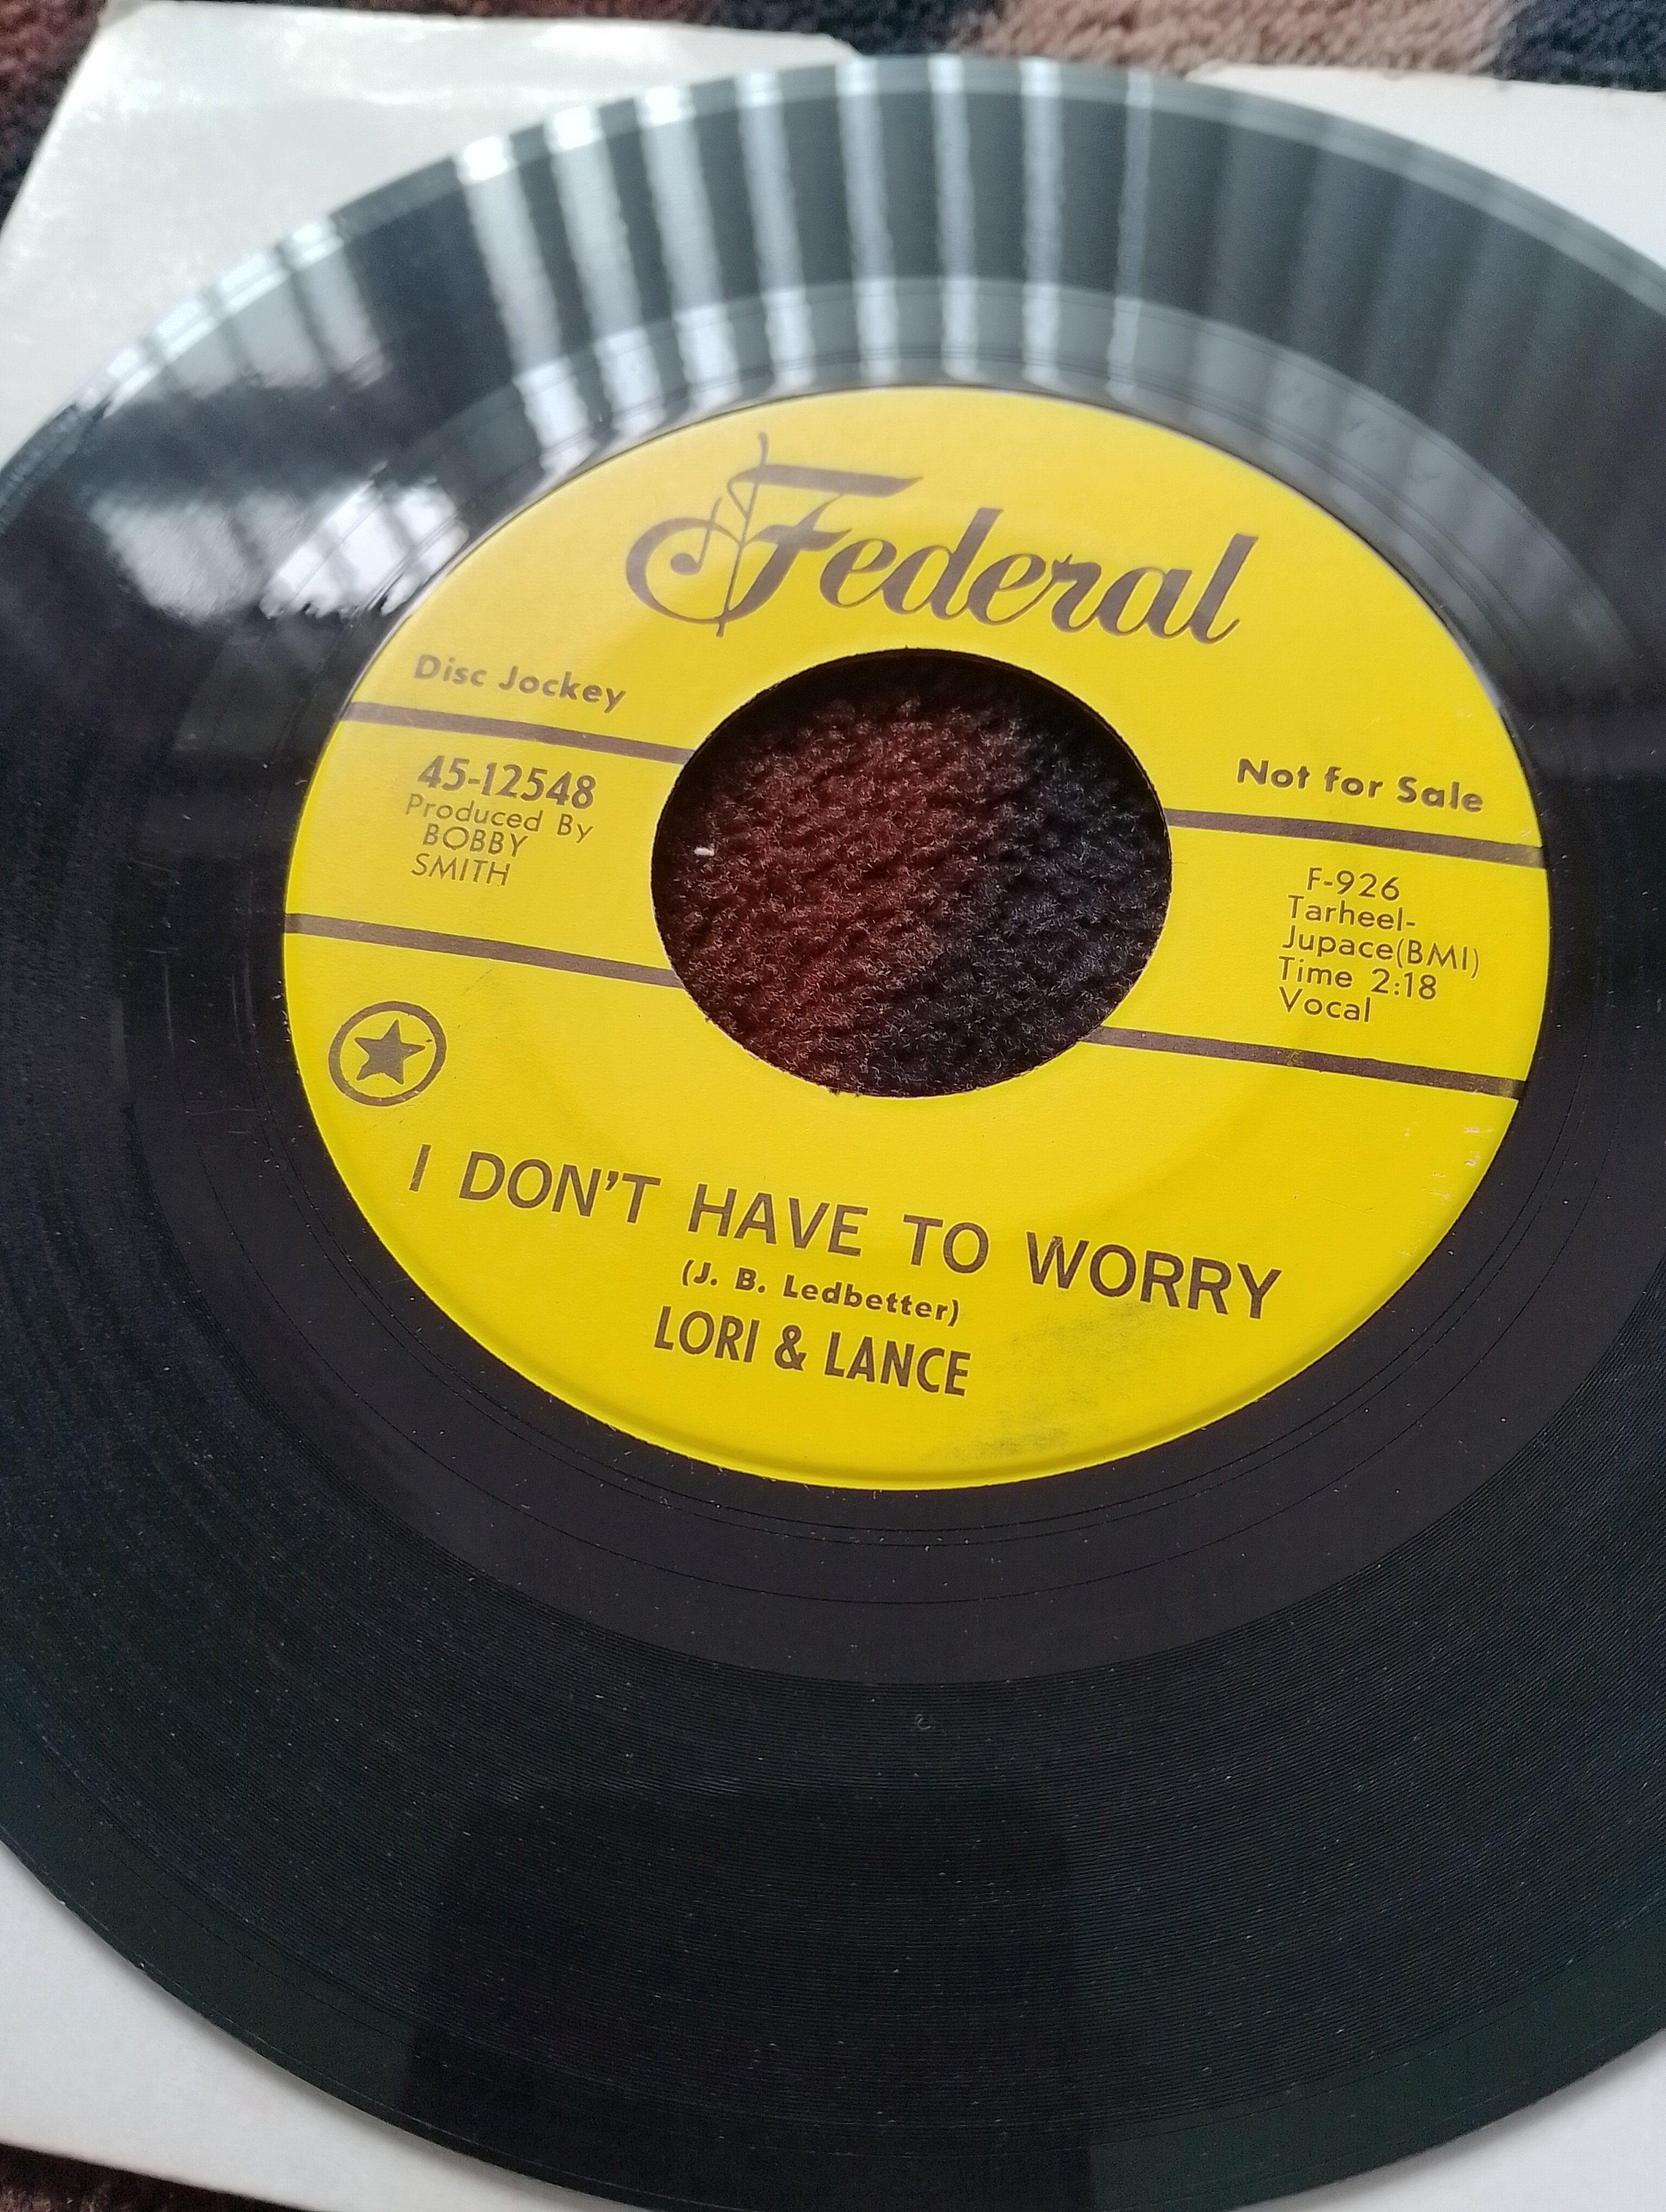 Federal
Disc Jockey
Not for Sale
45-12548
Produced By
BOBBY
SMITH
F-926
Tarheel-
Jupace(BMI)
Time 2:18
Vocal
I DON'T HAVE TO WORRY
(J. B. Ledbetter)
LORI & LANCE